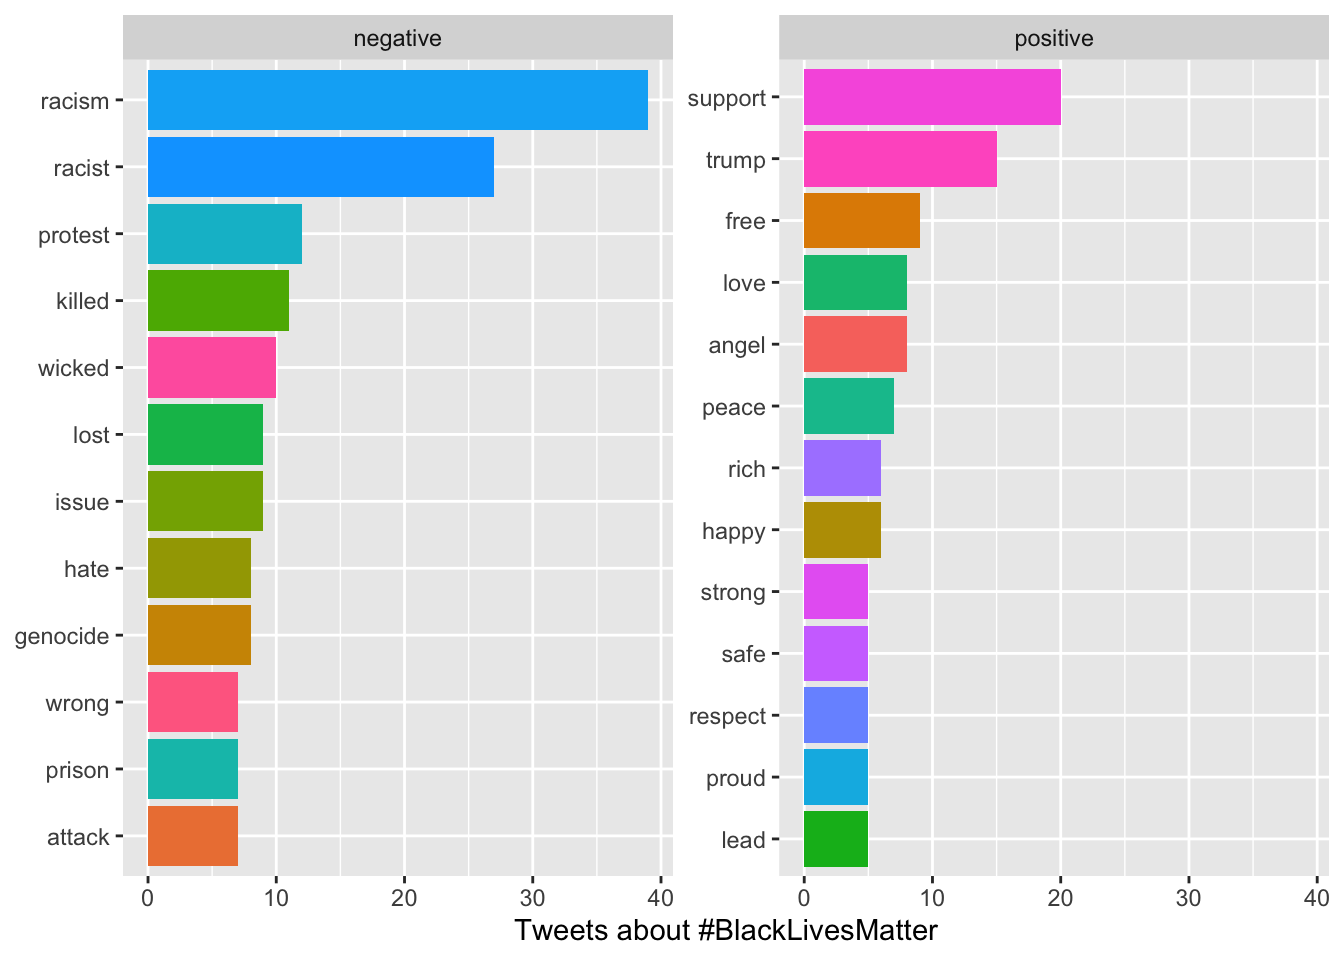 negative
racism
racist
protest
killed
wicked
lost
issue
hate
genocide
wrong
prison
attack
0 10 20 30 40
positive
support
trump
free
love
angel
peace
rich
happy
strong
safe
respect
proud
lead
0 10 20 30 40
Tweets about #BlackLivesMatter